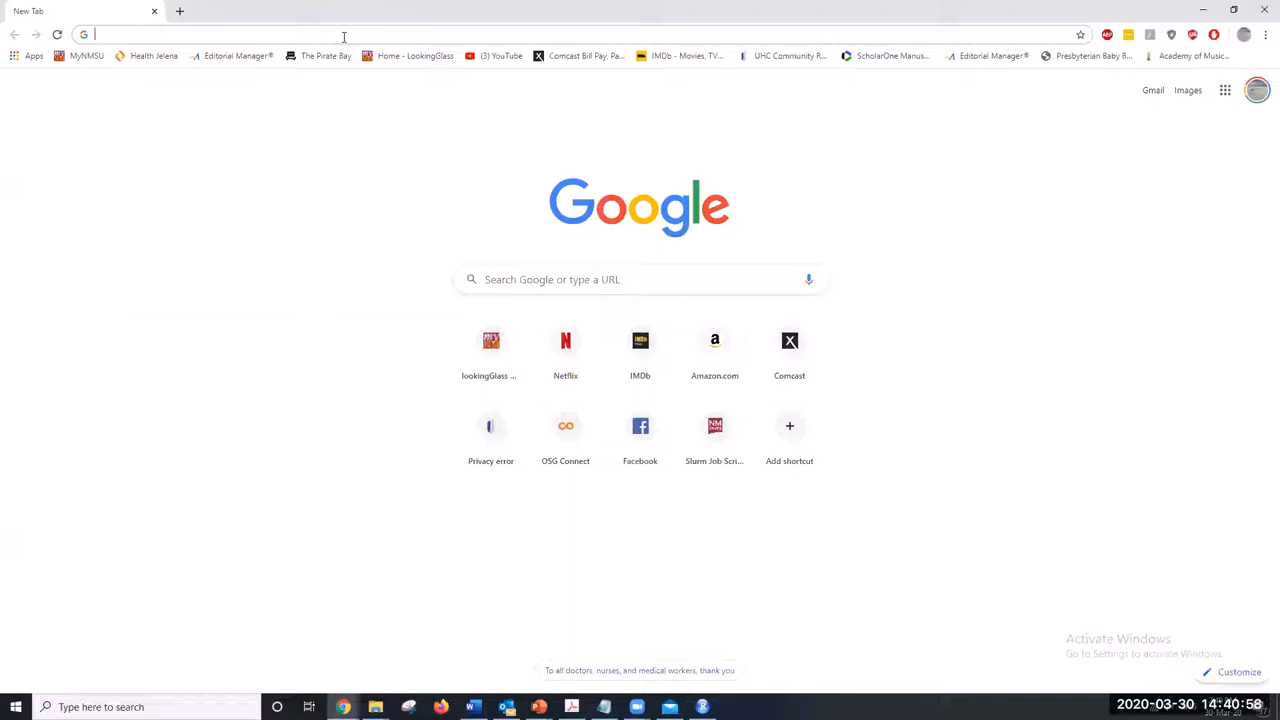 New Tab
Apps MyNMSU Health Jelena Editorial Manager® The Pirate Bay Home - LookingGlass (3) YouTube Comcast Bill Pay, Pa... IMDb - Movies, TV... UHC Community R... ScholarOne Manus... Editorial Manager® Presbyterian Baby B... Academy of Music...
Gmail Images
Google
Search Google or type a URL
lookingGlass ... Netflix IMDb Amazon.com Comcast
Privacy error OSG Connect Facebook Slurm Job Scri... Add shortcut
Activate Windows
Go to Settings to activate Windows.
To all doctors, nurses, and medical workers, thank you
Customize
Type here to search
2020-03-30 14:40:58
30-Mar-20